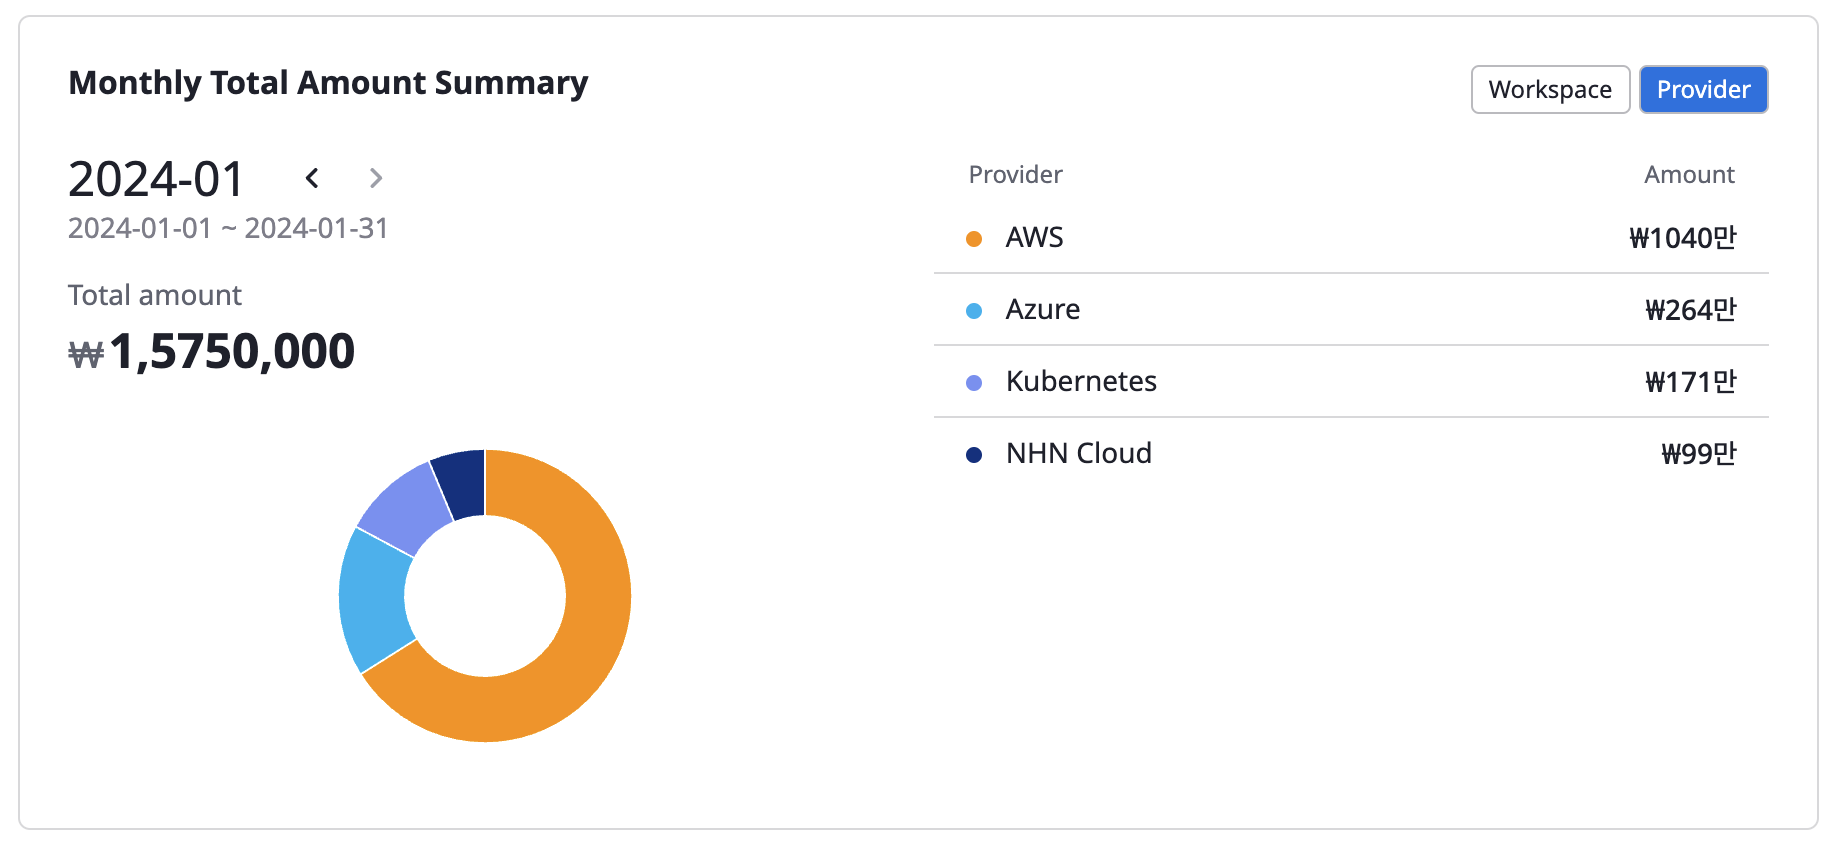 Monthly Total Amount Summary
Workspace
Provider
2024-01
2024-01-01 ~ 2024-01-31
Total amount
₩1,5750,000
Provider Amount
AWS ₩1040만
Azure ₩264만
Kubernetes ₩171만
NHN Cloud ₩99만